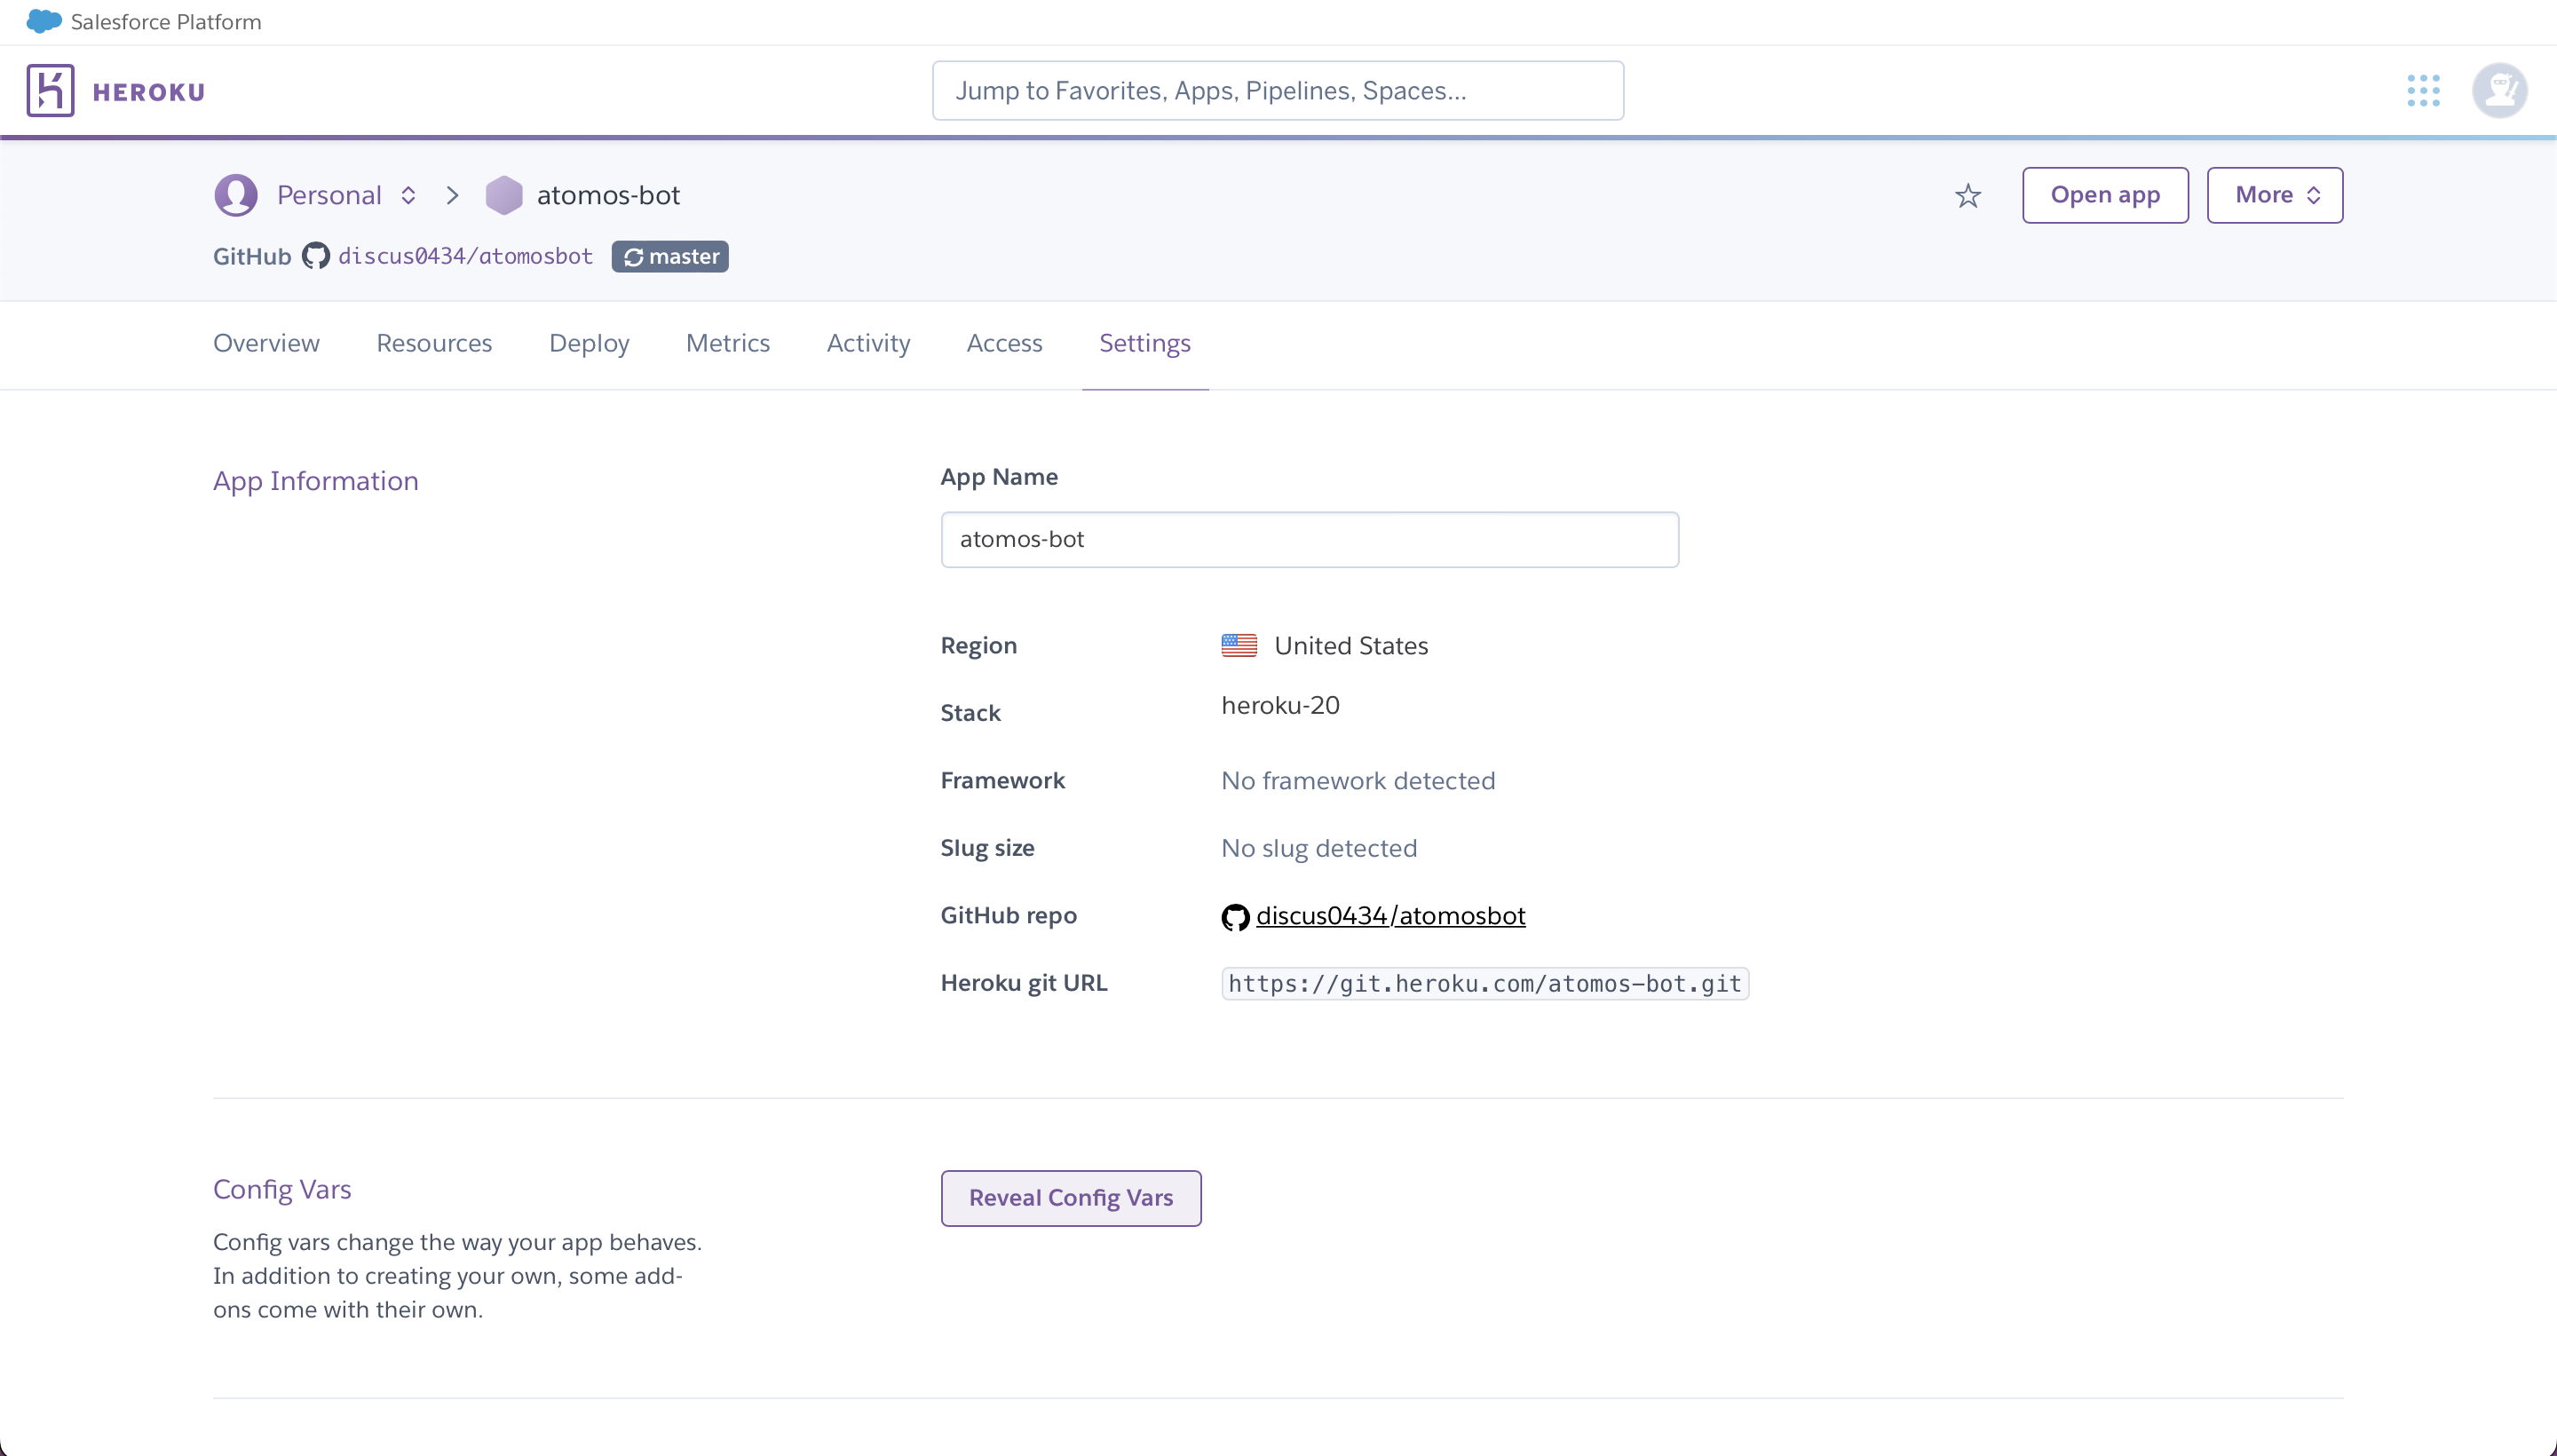 Salesforce Platform
HEROKU
Jump to Favorites, Apps, Pipelines, Spaces...
Personal atomos-bot
Open app
More
GitHub discus0434/atomosbot master
Overview Resources Deploy Metrics Activity Access Settings
App Information
App Name
atomos-bot
Region United States
Stack heroku-20
Framework No framework detected
Slug size No slug detected
GitHub repo discus0434/atomosbot
Heroku git URL https://git.heroku.com/atomos-bot.git
Config Vars
Config vars change the way your app behaves.
In addition to creating your own, some add-
ons come with their own.
Reveal Config Vars